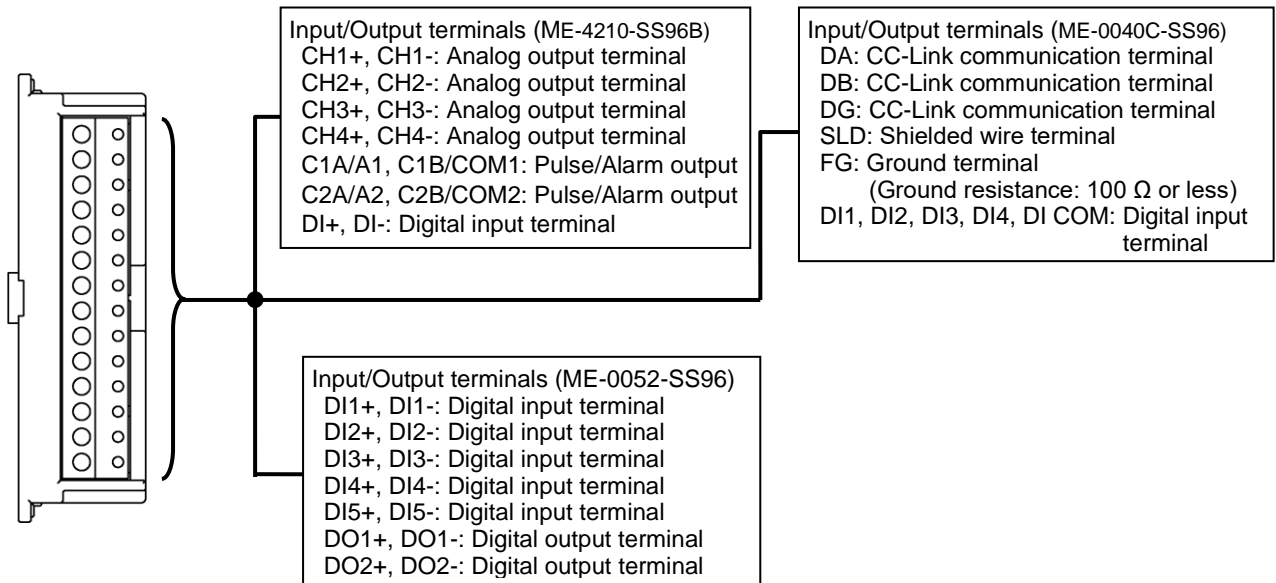 Input/Output terminals (ME-4210-SS96B)
CH1+, CH1-: Analog output terminal
CH2+, CH2-: Analog output terminal
CH3+, CH3-: Analog output terminal
CH4+, CH4-: Analog output terminal
C1A/A1, C1B/COM1: Pulse/Alarm output
C2A/A2, C2B/COM2: Pulse/Alarm output
DI+, DI-: Digital input terminal
Input/Output terminals (ME-0040C-SS96)
DA: CC-Link communication terminal
DB: CC-Link communication terminal
DG: CC-Link communication terminal
SLD: Shielded wire terminal
FG: Ground terminal
(Ground resistance: 100 Ω or less)
DI1, DI2, DI3, DI4, DI COM: Digital input
terminal
Input/Output terminals (ME-0052-SS96)
DI1+, DI1-: Digital input terminal
DI2+, DI2-: Digital input terminal
DI3+, DI3-: Digital input terminal
DI4+, DI4-: Digital input terminal
DI5+, DI5-: Digital input terminal
DO1+, DO1-: Digital output terminal
DO2+, DO2-: Digital output terminal